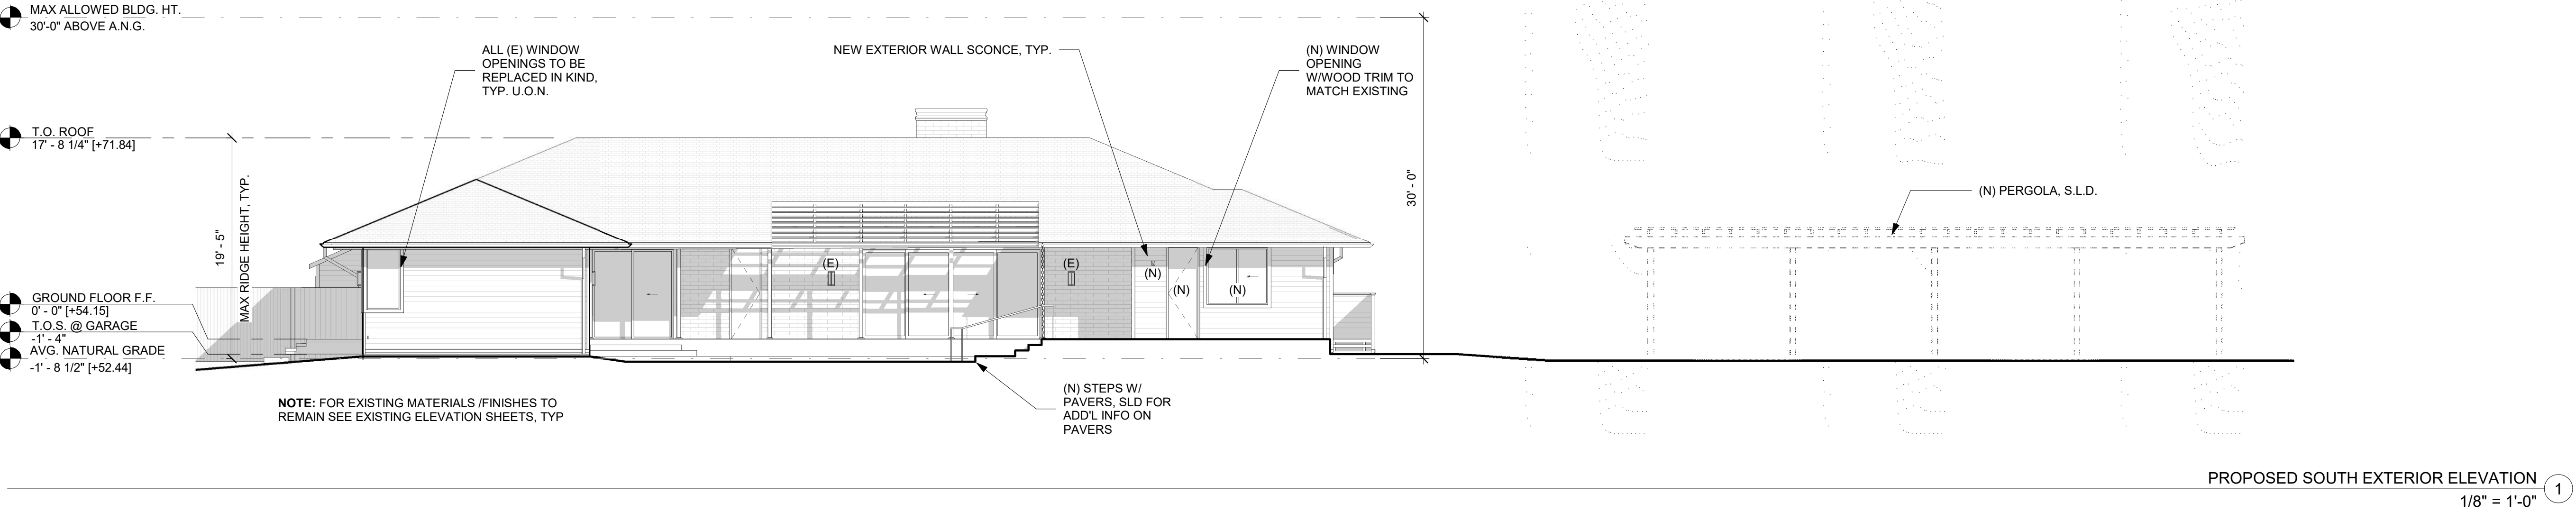 MAX ALLOWED BLDG. HT.
30'-0" ABOVE A.N.G.
ALL (E) WINDOW
OPENINGS TO BE
REPLACED IN KIND,
TYP. U.O.N.
NEW EXTERIOR WALL SCONCE, TYP.
(N) WINDOW
OPENING
W/WOOD TRIM TO
MATCH EXISTING
T.O. ROOF
17' - 8 1/4" [+71.84]
19' - 5"
MAX RIDGE HEIGHT, TYP.
30' - 0"
(N) PERGOLA, S.L.D.
(E)
(E)
(N)
(N)
(N)
GROUND FLOOR F.F.
0' - 0" [+54.15]
T.O.S. @ GARAGE
-1' - 4"
AVG. NATURAL GRADE
-1' - 8 1/2" [+52.44]
NOTE: FOR EXISTING MATERIALS /FINISHES TO
REMAIN SEE EXISTING ELEVATION SHEETS, TYP
(N) STEPS W/
PAVERS, SLD FOR
ADD'L INFO ON
PAVERS
PROPOSED SOUTH EXTERIOR ELEVATION
1
1/8" = 1'-0"